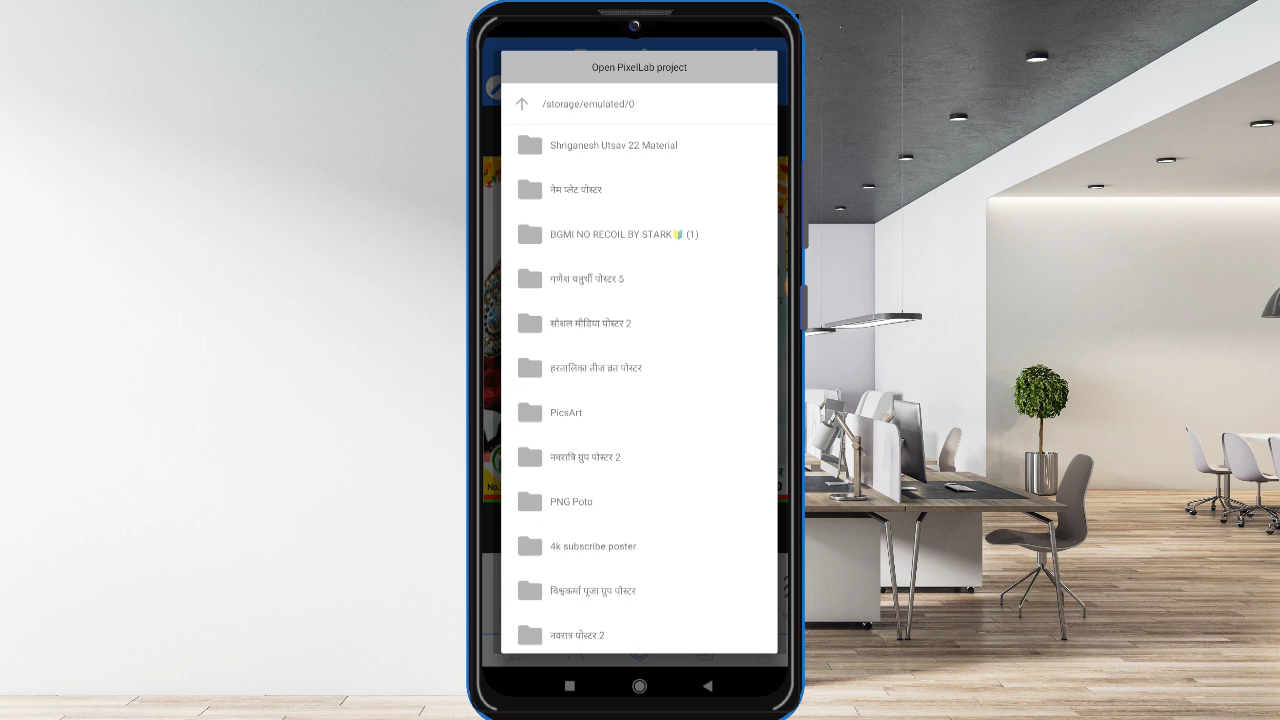 Open PixelLab project
/storage/emulated/0
Shriganesh Utsav 22 Material
नेम प्लेट पोस्टर
BGMI NO RECOIL BY STARK🔰 (1)
गणेश चतुर्थी पोस्टर 5
सोशल मीडिया पोस्टर 2
हरतालिका तीज व्रत पोस्टर
PicsArt
नवरात्रि ग्रुप पोस्टर 2
PNG Poto
4k subscribe poster
विश्वकर्मा पूजा ग्रुप पोस्टर
नवरात्र पोस्टर 2
No.